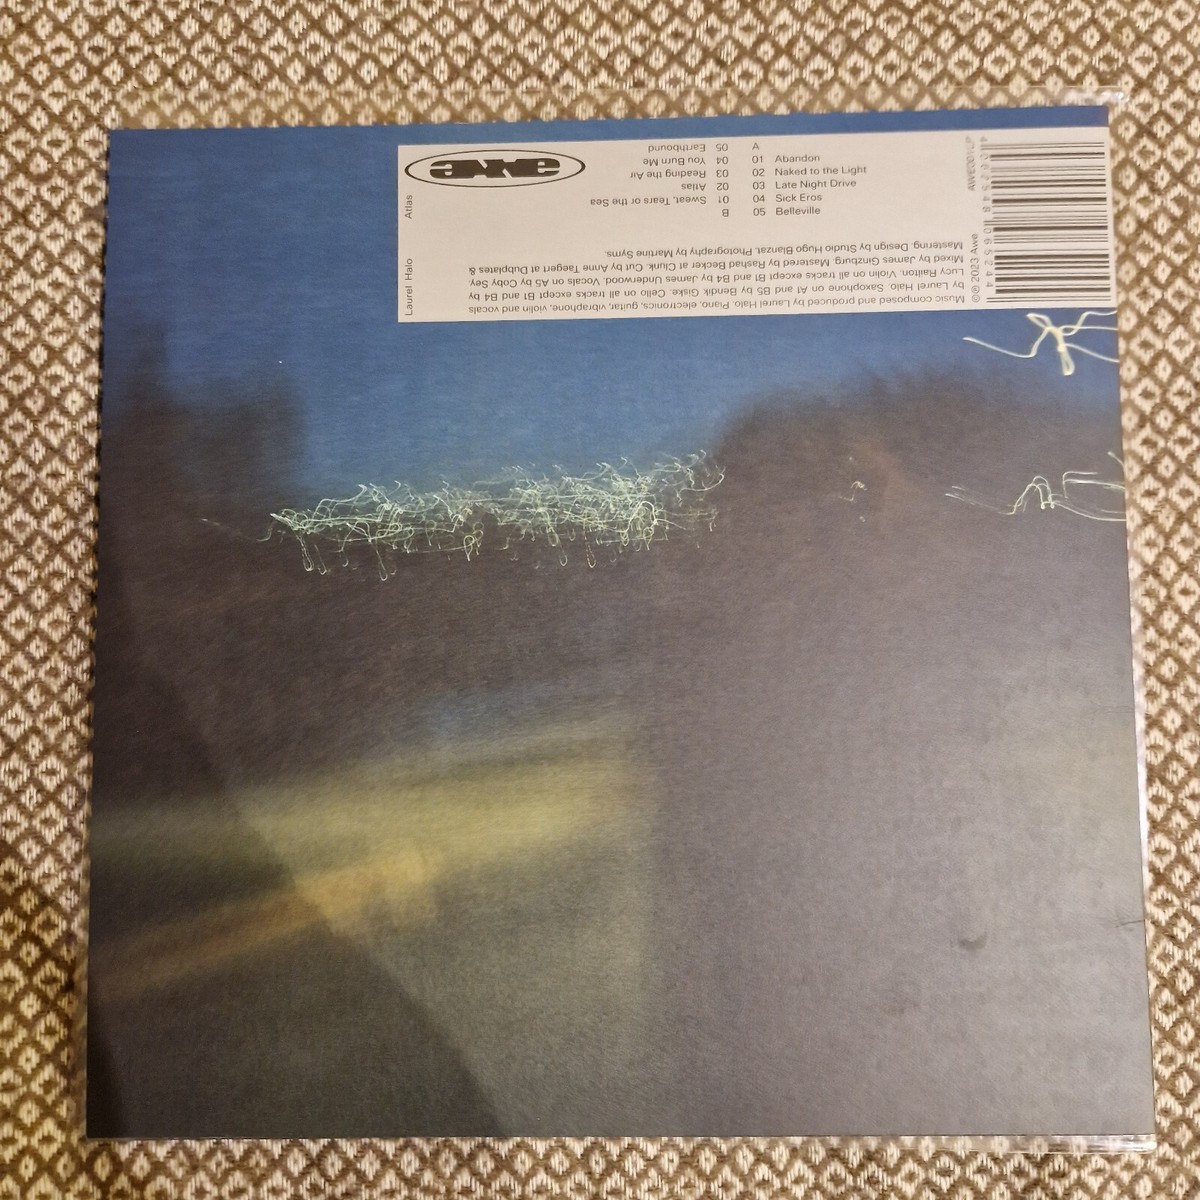 A
01 Abandon
02 Naked to the Light
03 Late Night Drive
04 Sick Eros
05 Belleville
B
01 Sweat, Tears or the Sea
02 Atlas
03 Reading the Air
04 You Burn Me
05 Earthbound
awe
Laurel Halo Atlas
Music composed and produced by Laurel Halo. Piano, electronics, guitar, vibraphone, violin and vocals
by Laurel Halo. Saxophone on A1 and B5 by Bendik Giske. Cello on all tracks except B1 and B4 by
Lucy Railton. Violin on all tracks except B1 and B4 by James Underwood. Vocals on A5 by Coby Sey.
Mixed by James Ginzburg. Mastered by Rashad Becker at Clunk. Cut by Anne Taegert at Dubplates &
Mastering. Design by Studio Hugo Blanzat. Photography by Martine Syms.
©℗ 2023 Awe
AWE001LP